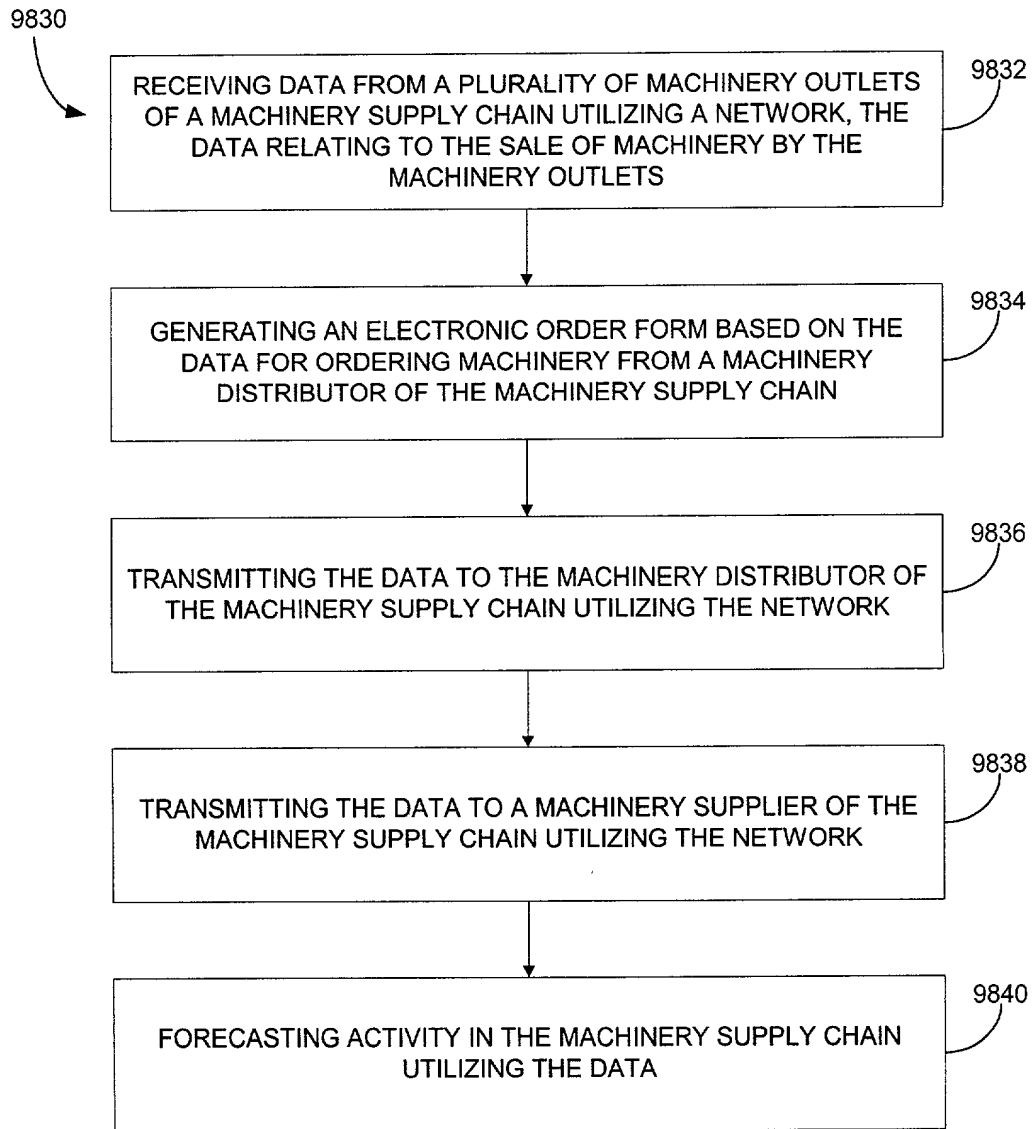 9830
9832
RECEIVING DATA FROM A PLURALITY OF MACHINERY OUTLETS
OF A MACHINERY SUPPLY CHAIN UTILIZING A NETWORK, THE
DATA RELATING TO THE SALE OF MACHINERY BY THE
MACHINERY OUTLETS
9834
GENERATING AN ELECTRONIC ORDER FORM BASED ON THE
DATA FOR ORDERING MACHINERY FROM A MACHINERY
DISTRIBUTOR OF THE MACHINERY SUPPLY CHAIN
9836
TRANSMITTING THE DATA TO THE MACHINERY DISTRIBUTOR OF
THE MACHINERY SUPPLY CHAIN UTILIZING THE NETWORK
9838
TRANSMITTING THE DATA TO A MACHINERY SUPPLIER OF THE
MACHINERY SUPPLY CHAIN UTILIZING THE NETWORK
9840
FORECASTING ACTIVITY IN THE MACHINERY SUPPLY CHAIN
UTILIZING THE DATA